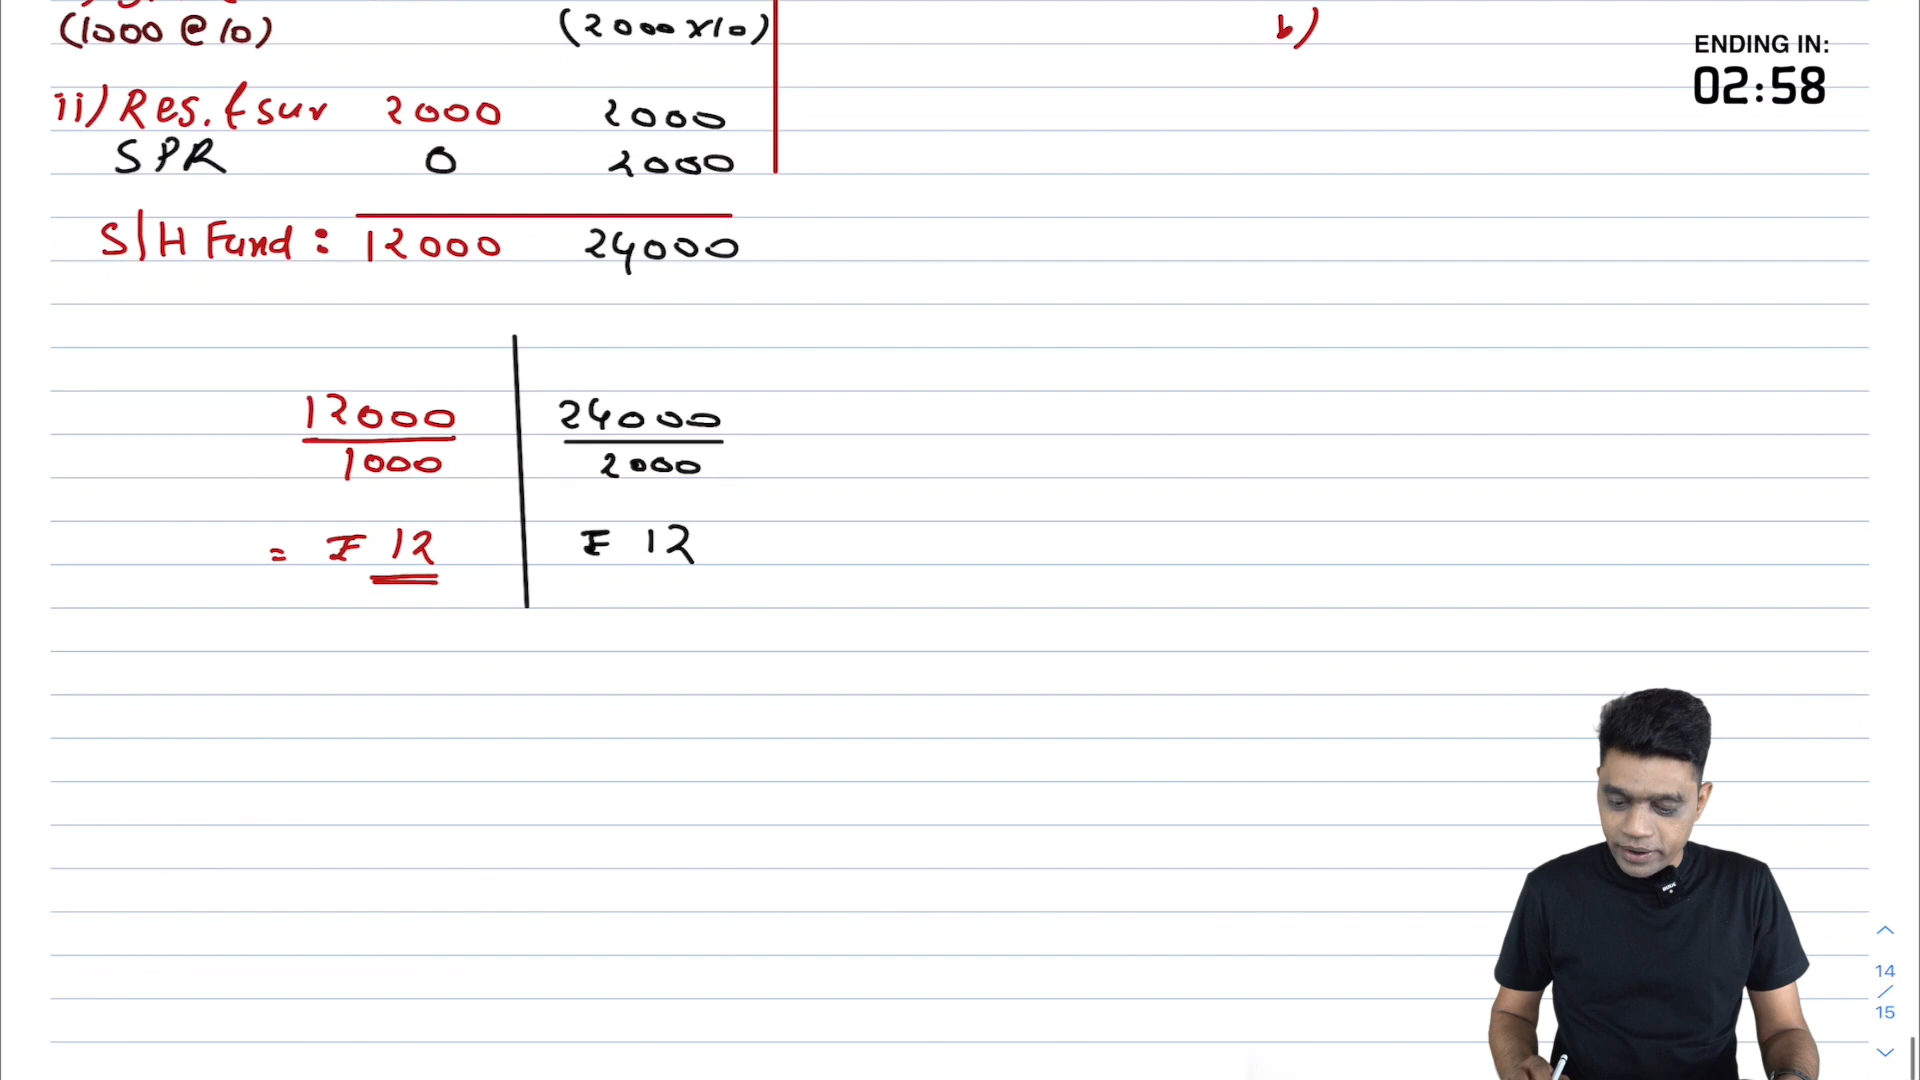 (1000 @ 10) (2000 x 10)
b)
ENDING IN:
02:58
ii) Res. & sur 2000 2000
SPR 0 2000
S/H Fund : 12000 24000
12000 24000
1000 2000
= ₹ 12 ₹ 12
14
/
15